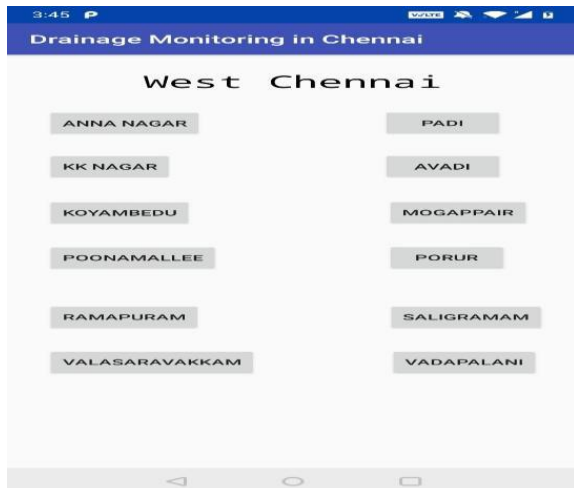 3:45 P VoLTE
Drainage Monitoring in Chennai
West Chennai
ANNA NAGAR PADI
KK NAGAR AVADI
KOYAMBEDU MOGAPPAIR
POONAMALLEE PORUR
RAMAPURAM SALIGRAMAM
VALASARAVAKKAM VADAPALANI